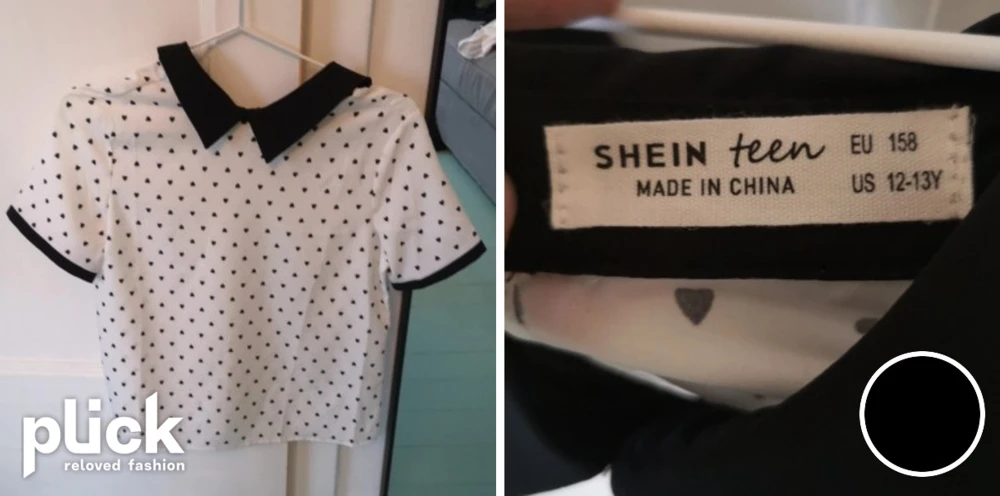 plick
reloved fashion
SHEIN teen
MADE IN CHINA
EU 158
US 12-13Y